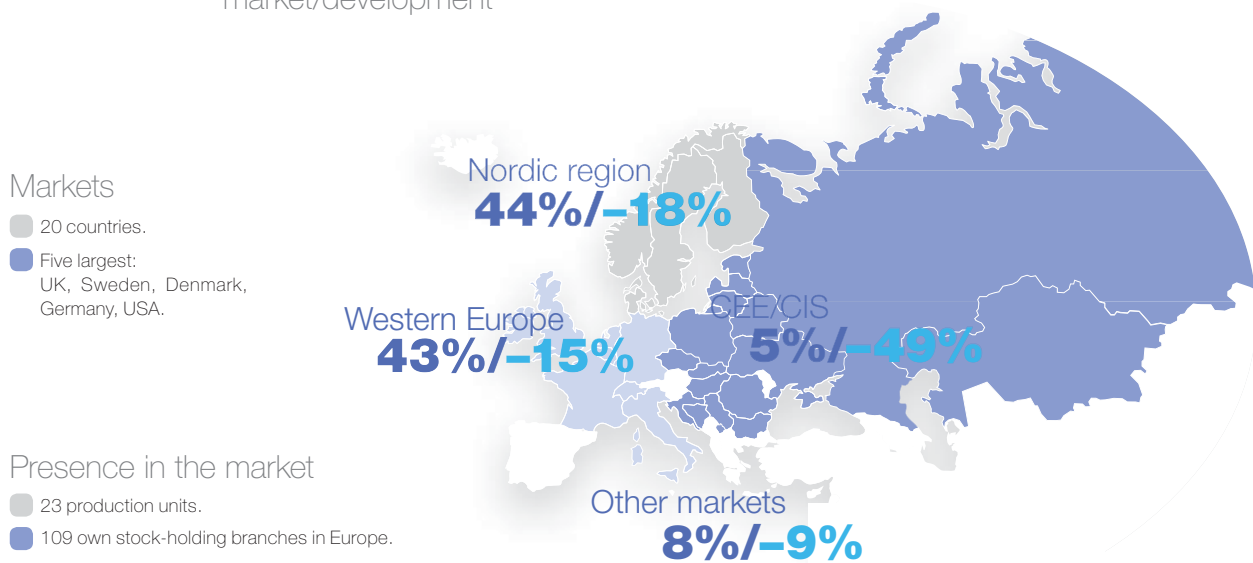 market/development
Nordic region
44%/–18%
Markets
20 countries.
Five largest:
UK, Sweden, Denmark,
Germany, USA.
Western Europe
43%/–15%
CEE/CIS
5%/–49%
Presence in the market
23 production units.
109 own stock-holding branches in Europe.
Other markets
8%/–9%